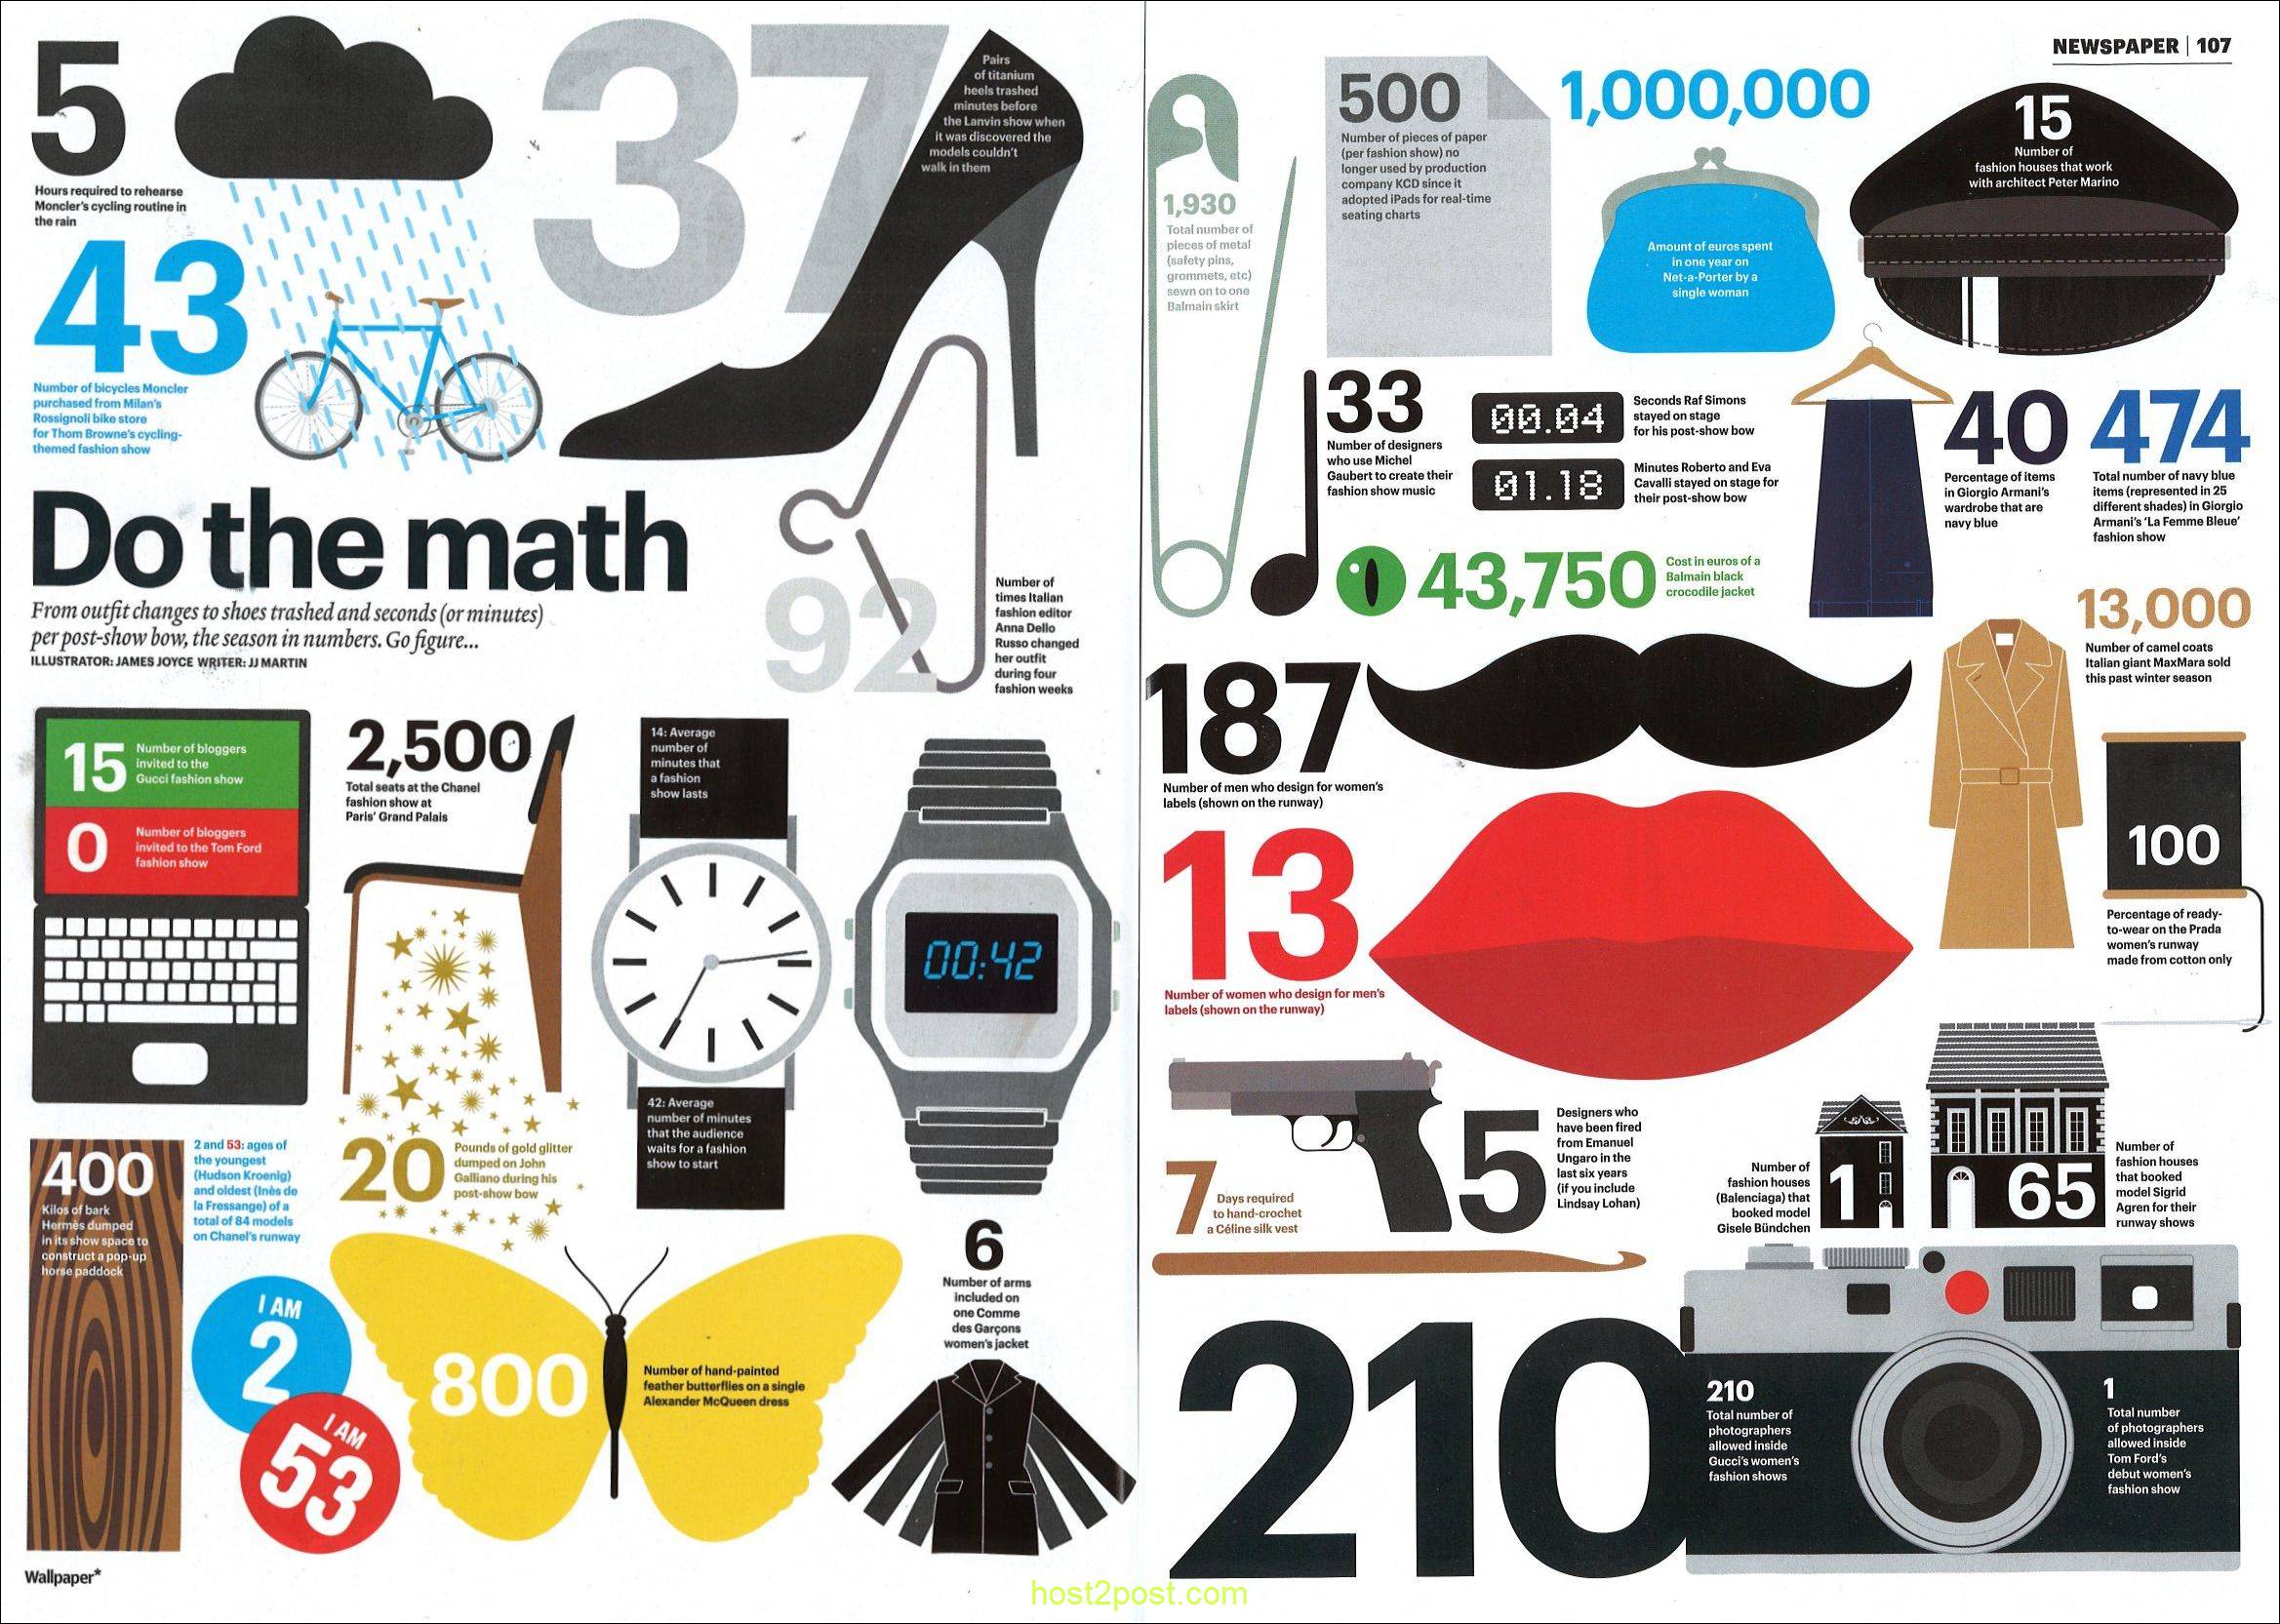 5
Hours required to rehearse
Moncler's cycling routine in
the rain
43
Number of bicycles Moncler
purchased from Milan's
Rossignoli bike store
for Thom Browne's cycling-
themed fashion show
37
Pairs
of titanium
heels trashed
minutes before
the Lanvin show when
it was discovered the
models couldn't
walk in them
Do the math
From outfit changes to shoes trashed and seconds (or minutes)
per post-show bow, the season in numbers. Go figure...
ILLUSTRATOR: JAMES JOYCE WRITER: JJ MARTIN
92
Number of
times Italian
fashion editor
Anna Dello
Russo changed
her outfit
during four
fashion weeks
15
Number of bloggers
invited to the
Gucci fashion show
0
Number of bloggers
invited to the Tom Ford
fashion show
2,500
Total seats at the Chanel
fashion show at
Paris' Grand Palais
14: Average
number of
minutes that
a fashion
show lasts
00:42
42: Average
number of minutes
that the audience
waits for a fashion
show to start
400
Kilos of bark
Hermès dumped
in its show space to
construct a pop-up
horse paddock
2 and 53: ages of
the youngest
(Hudson Kroenig)
and oldest (Inès de
la Fressange) of a
total of 84 models
on Chanel's runway
I AM
2
I AM
53
20
Pounds of gold glitter
dumped on John
Galliano during his
post-show bow
800
Number of hand-painted
feather butterflies on a single
Alexander McQueen dress
6
Number of arms
included on
one Comme
des Garçons
women's jacket
Wallpaper*
NEWSPAPER | 107
1,930
Total number of
pieces of metal
(safety pins,
grommets, etc)
sewn on to one
Balmain skirt
500
Number of pieces of paper
(per fashion show) no
longer used by production
company KCD since it
adopted iPads for real-time
seating charts
1,000,000
Amount of euros spent
in one year on
Net-a-Porter by a
single woman
15
Number of
fashion houses that work
with architect Peter Marino
33
Number of designers
who use Michel
Gaubert to create their
fashion show music
00.04
Seconds Raf Simons
stayed on stage
for his post-show bow
01.18
Minutes Roberto and Eva
Cavalli stayed on stage for
their post-show bow
40
Percentage of items
in Giorgio Armani's
wardrobe that are
navy blue
474
Total number of navy blue
items (represented in 25
different shades) in Giorgio
Armani's 'La Femme Bleue'
fashion show
43,750
Cost in euros of a
Balmain black
crocodile jacket
13,000
Number of camel coats
Italian giant MaxMara sold
this past winter season
187
Number of men who design for women's
labels (shown on the runway)
13
Number of women who design for men's
labels (shown on the runway)
100
Percentage of ready-
to-wear on the Prada
women's runway
made from cotton only
5
Designers who
have been fired
from Emanuel
Ungaro in the
last six years
(if you include
Lindsay Lohan)
7
Days required
to hand-crochet
a Céline silk vest
Number of
fashion houses
(Balenciaga) that
booked model
Gisele Bündchen
1
65
Number of
fashion houses
that booked
model Sigrid
Agren for their
runway shows
210
210
Total number of
photographers
allowed inside
Gucci's women's
fashion shows
1
Total number
of photographers
allowed inside
Tom Ford's
debut women's
fashion show
host2post.com